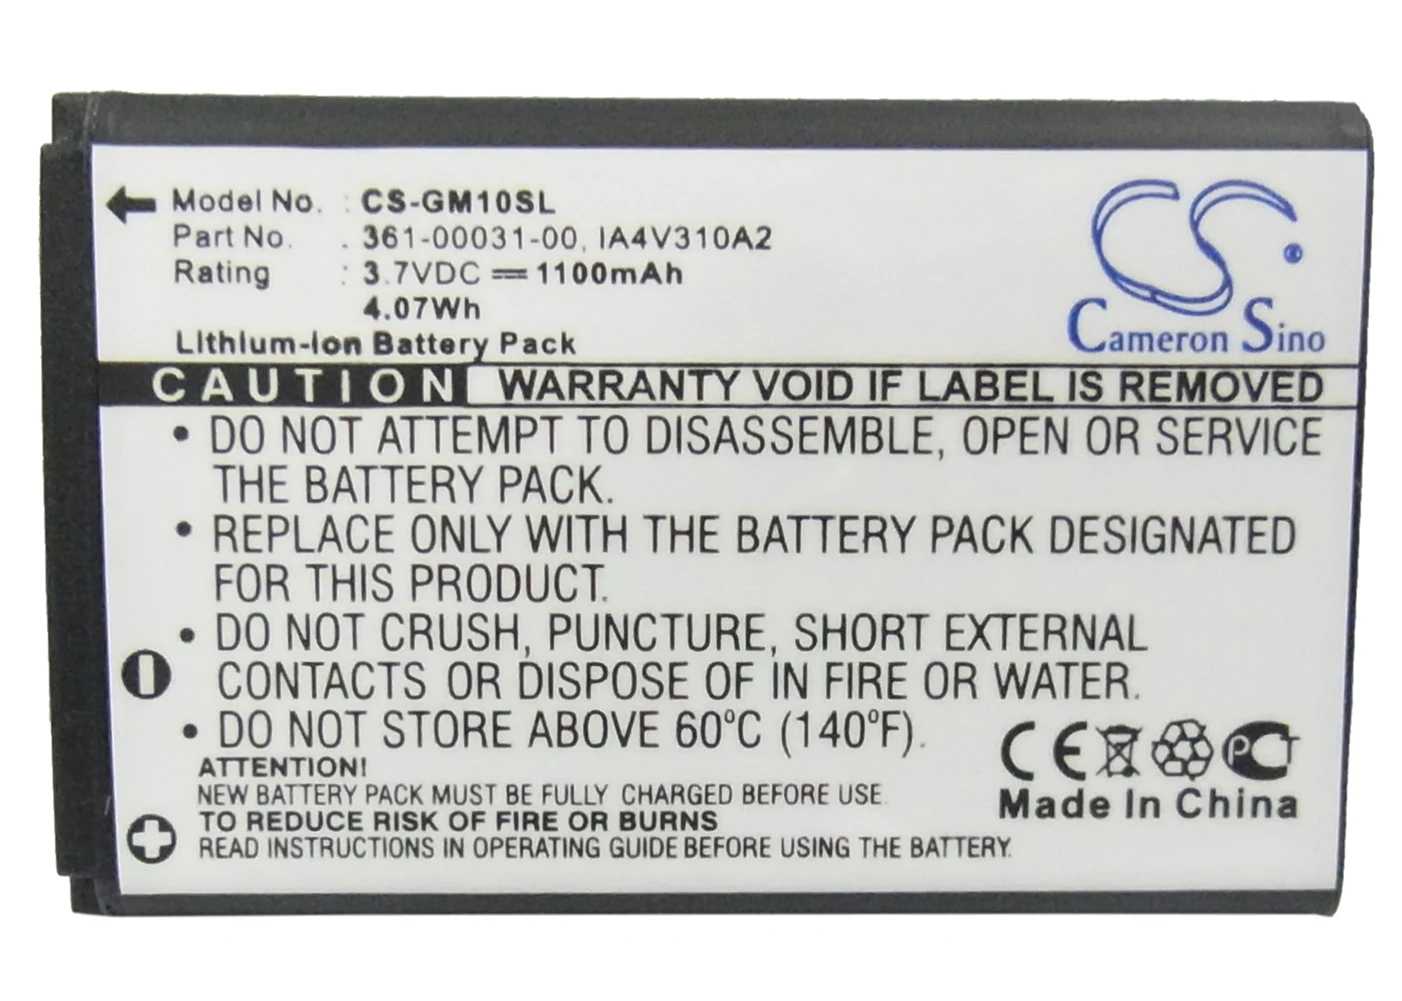 Model No. : CS-GM10SL
Part No. : 361-00031-00, IA4V310A2
Rating : 3.7VDC ⎓ 1100mAh
4.07Wh
Lithium-ion Battery Pack
CS
Cameron Sino
CAUTION WARRANTY VOID IF LABEL IS REMOVED
• DO NOT ATTEMPT TO DISASSEMBLE, OPEN OR SERVICE
THE BATTERY PACK.
• REPLACE ONLY WITH THE BATTERY PACK DESIGNATED
FOR THIS PRODUCT.
• DO NOT CRUSH, PUNCTURE, SHORT EXTERNAL
CONTACTS OR DISPOSE OF IN FIRE OR WATER.
• DO NOT STORE ABOVE 60ºC (140ºF).
ATTENTION!
NEW BATTERY PACK MUST BE FULLY CHARGED BEFORE USE.
TO REDUCE RISK OF FIRE OR BURNS
READ INSTRUCTIONS IN OPERATING GUIDE BEFORE USING THE BATTERY.
CE PCT
Made In China